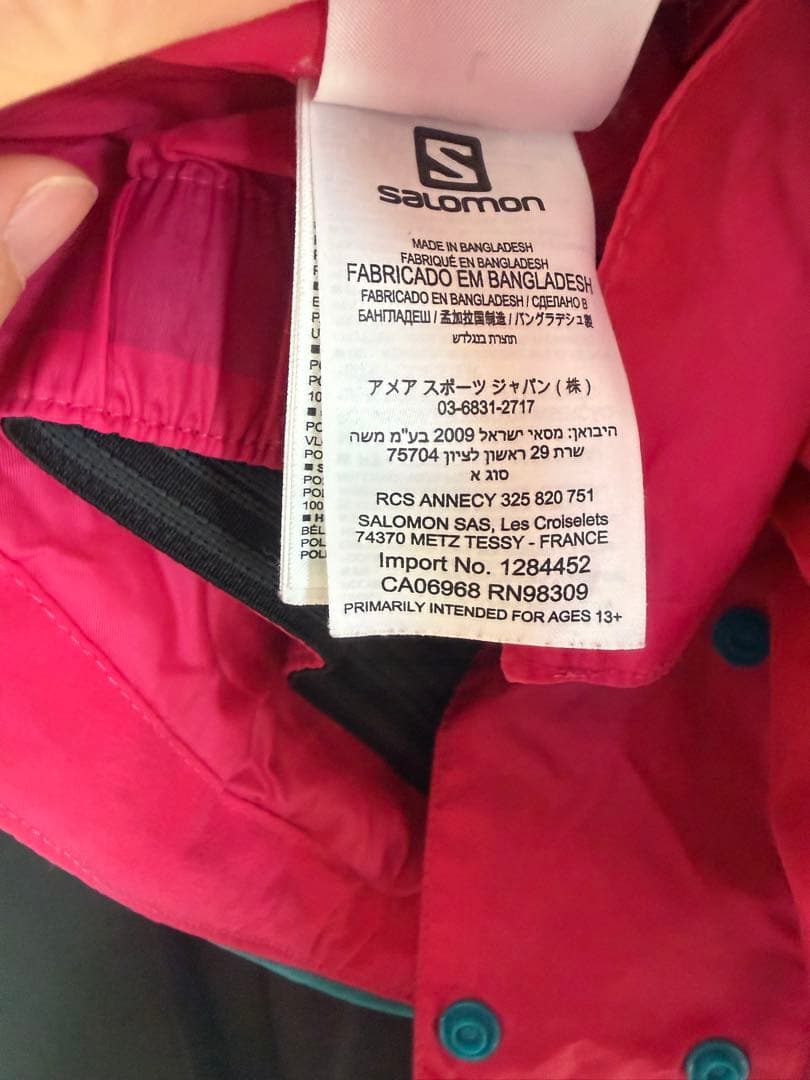 S
SALOMON
MADE IN BANGLADESH
FABRIQUÉ EN BANGLADESH
FABRICADO EM BANGLADESH
FABRICADO EN BANGLADESH / СДЕЛАНО В
БАНГЛАДЕШ / 孟加拉国制造 / バングラデシュ製
תוצרת בנגלדש
アメア スポーツ ジャパン ( 株 )
03-6831-2717
היבואן: מסאי ישראל 2009 בע"מ משה
שרת 29 ראשון לציון 75704
סוג א
RCS ANNECY 325 820 751
SALOMON SAS, Les Croiselets
74370 METZ TESSY - FRANCE
Import No. 1284452
CA06968 RN98309
PRIMARILY INTENDED FOR AGES 13+